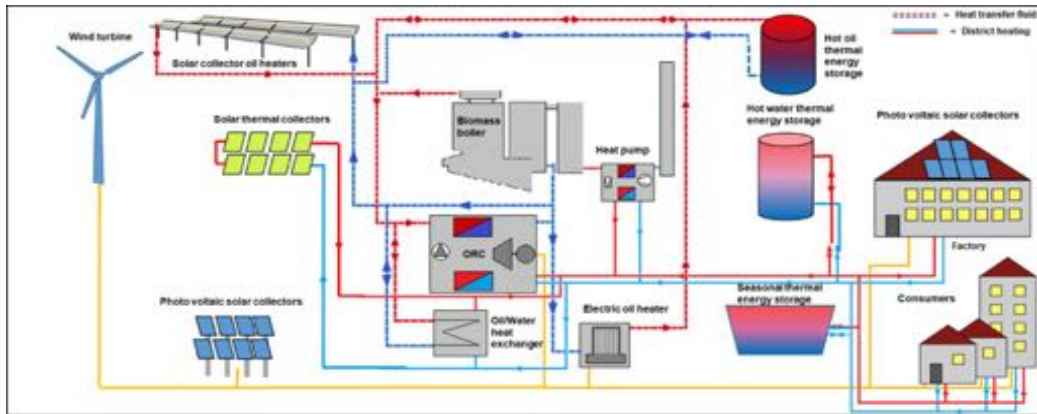 Wind turbine
Solar collector oil heaters
Hot oil thermal
energy storage
= Heat transfer fluid
= District heating
Solar thermal collectors
Biomass
boiler
Heat pump
Hot water thermal
energy storage
Photo voltaic solar collectors
ORC
Factory
Photo voltaic solar collectors
Oil/Water
heat
exchanger
Electric oil heater
Seasonal thermal
energy storage
Consumers